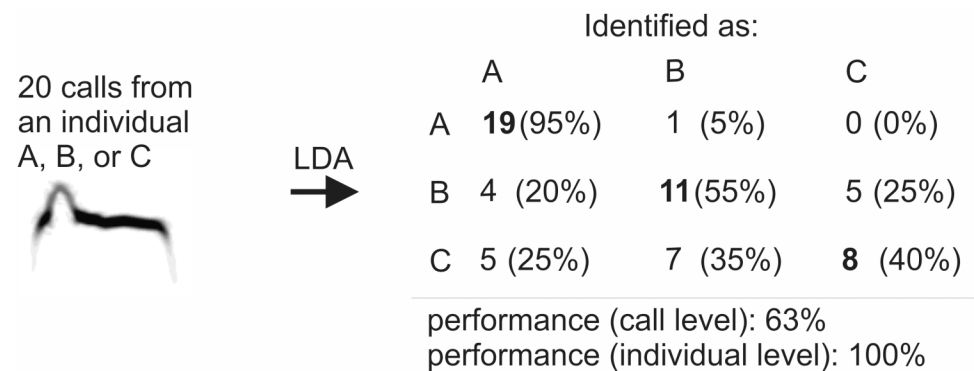 Identified as:
20 calls from
an individual
A, B, or C
LDA
A B C
A 19 (95%) 1 (5%) 0 (0%)
B 4 (20%) 11 (55%) 5 (25%)
C 5 (25%) 7 (35%) 8 (40%)
performance (call level): 63%
performance (individual level): 100%